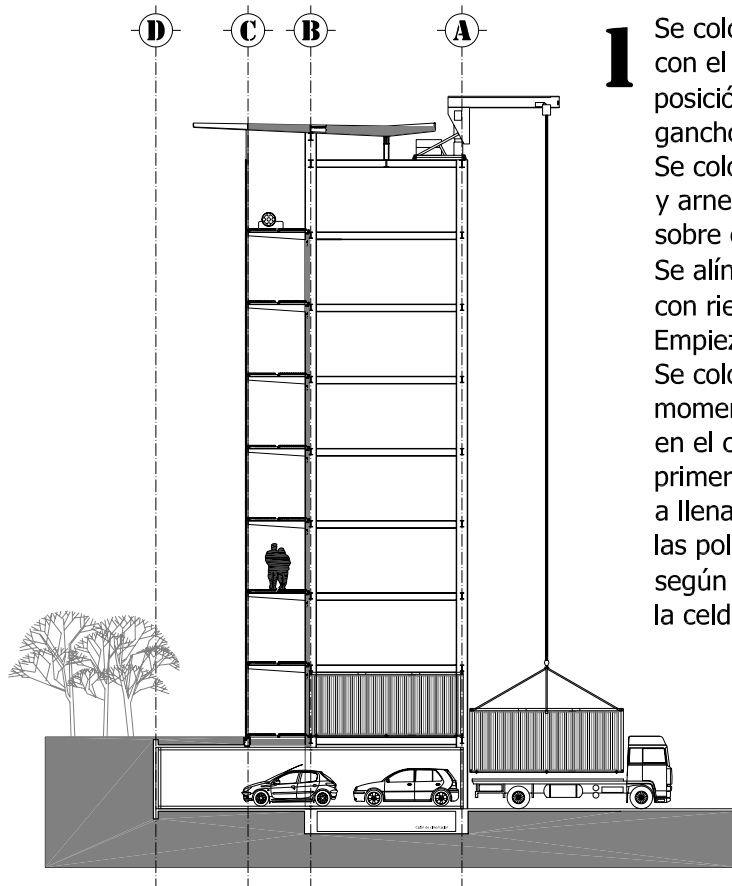 D C B A
1
Se colo
con el
posició
gancho
Se colo
y arne
sobre
Se alín
con rie
Empiez
Se colo
mome
en el
primer
a llena
las pol
según
la celd